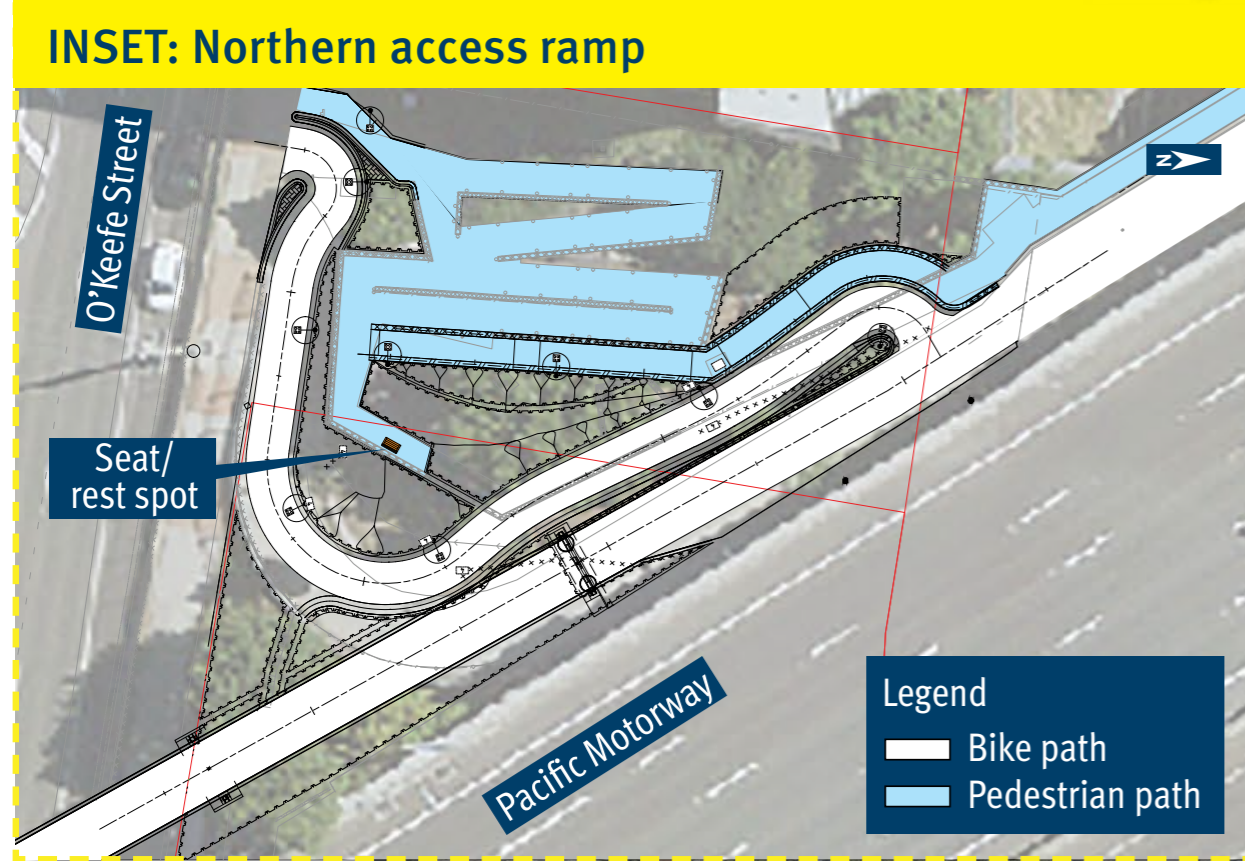 INSET: Northern access ramp
O'Keefe Street
N
Seat/
rest spot
Pacific Motorway
Legend
Bike path
Pedestrian path